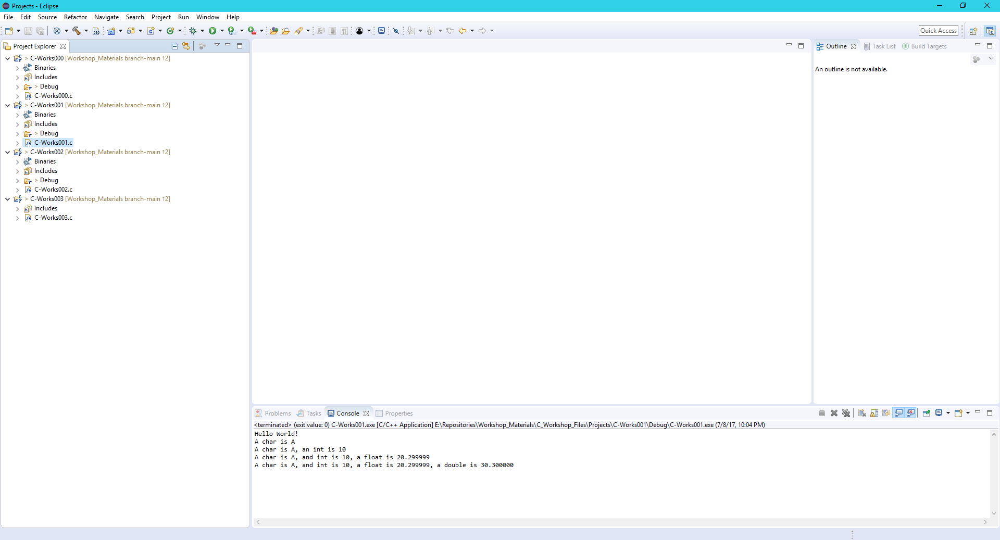 Projects - Eclipse
File Edit Source Refactor Navigate Search Project Run Window Help
Quick Access
Project Explorer
> C-Works000 [Workshop_Materials branch-main ↑2]
Binaries
Includes
> Debug
C-Works000.c
> C-Works001 [Workshop_Materials branch-main ↑2]
Binaries
Includes
> Debug
C-Works001.c
> C-Works002 [Workshop_Materials branch-main ↑2]
Binaries
Includes
> Debug
C-Works002.c
> C-Works003 [Workshop_Materials branch-main ↑2]
Includes
C-Works003.c
Outline Task List Build Targets
An outline is not available.
Problems Tasks Console Properties
<terminated> (exit value: 0) C-Works001.exe [C/C++ Application] E:\Repositories\Workshop_Materials\C_Workshop_Files\Projects\C-Works001\Debug\C-Works001.exe (7/8/17, 10:04 PM)
Hello World!
A char is A
A char is A, an int is 10
A char is A, and int is 10, a float is 20.299999
A char is A, and int is 10, a float is 20.299999, a double is 30.300000